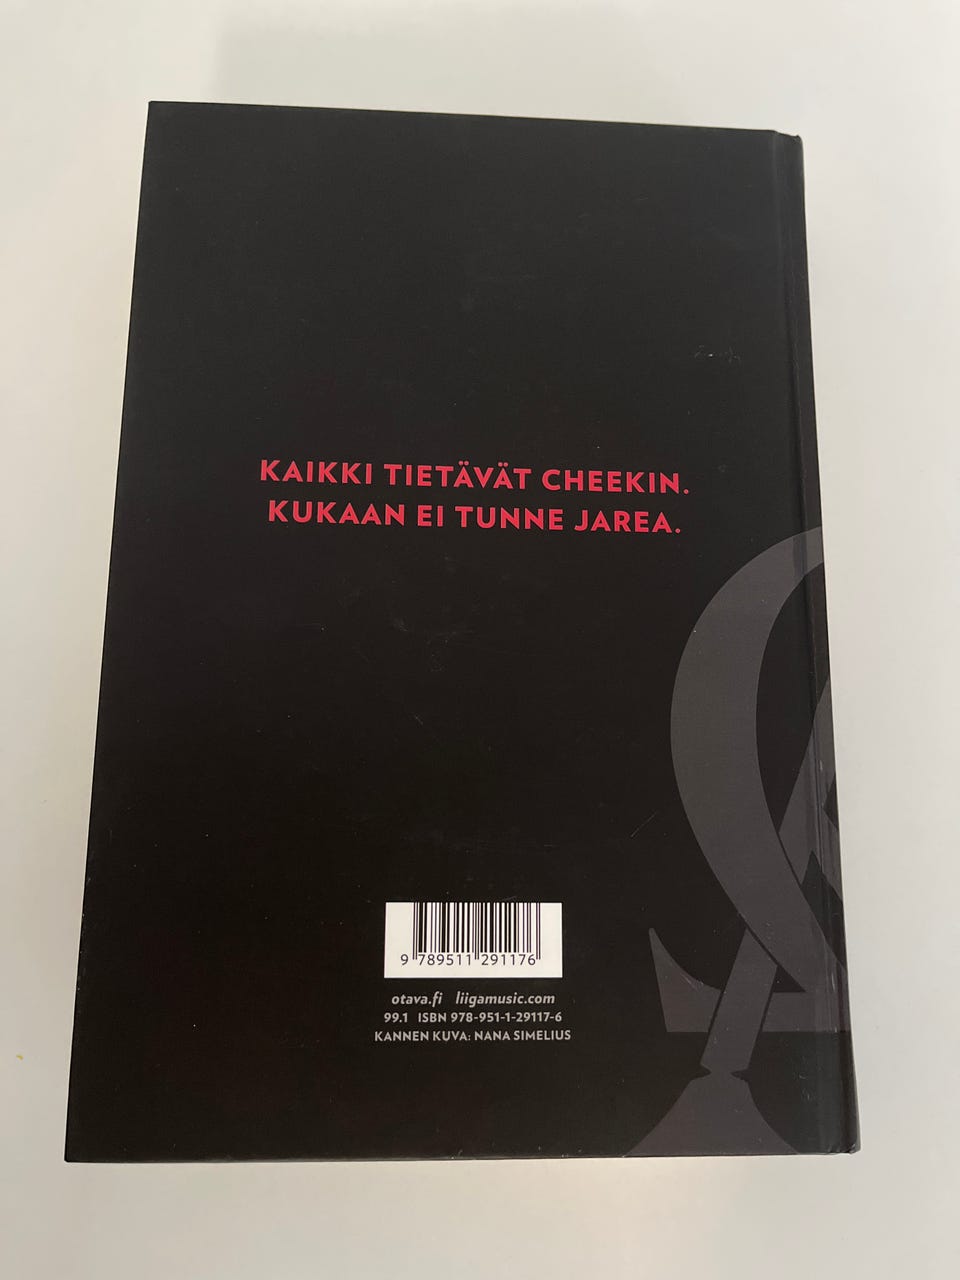 KAIKKI TIETÄVÄT CHEEKIN.
KUKAAN EI TUNNE JAREA.
9 789511 291176
otava.fi liigamusic.com
99.1 ISBN 978-951-1-29117-6
KANNEN KUVA: NANA SIMELIUS